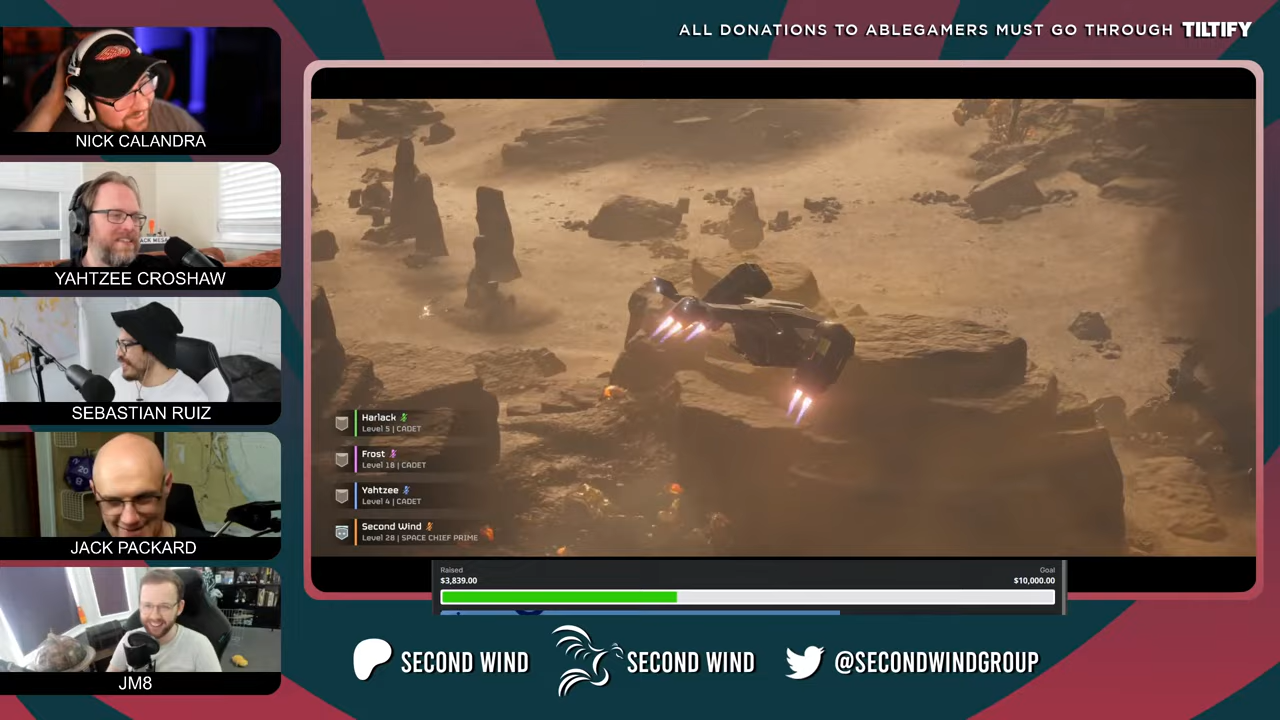 ALL DONATIONS TO ABLEGAMERS MUST GO THROUGH TILTIFY
NICK CALANDRA
YAHTZEE CROSHAW
SEBASTIAN RUIZ
JACK PACKARD
JM8
Harlack
Level 5 | CADET
Frost
Level 18 | CADET
Yahtzee
Level 4 | CADET
Second Wind
Level 28 | SPACE CHIEF PRIME
Raised
Goal
$3,839.00
$10,000.00
SECOND WIND
SECOND WIND
@SECONDWINDGROUP